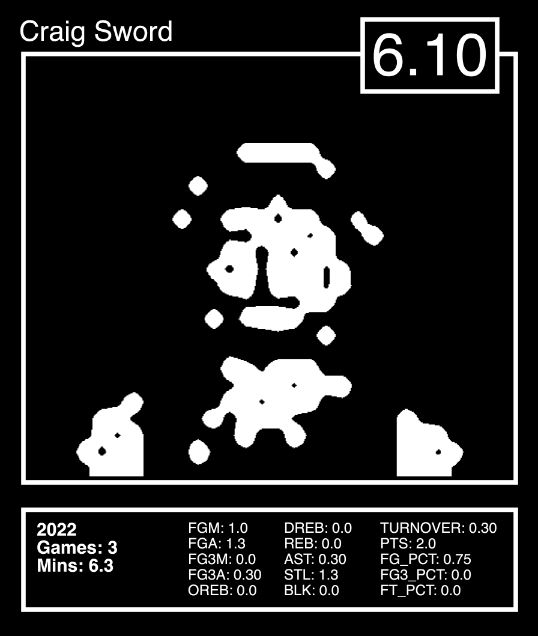 Craig Sword
6.10
2022
Games: 3
Mins: 6.3
FGM: 1.0
FGA: 1.3
FG3M: 0.0
FG3A: 0.30
OREB: 0.0
DREB: 0.0
REB: 0.0
AST: 0.30
STL: 1.3
BLK: 0.0
TURNOVER: 0.30
PTS: 2.0
FG_PCT: 0.75
FG3_PCT: 0.0
FT_PCT: 0.0